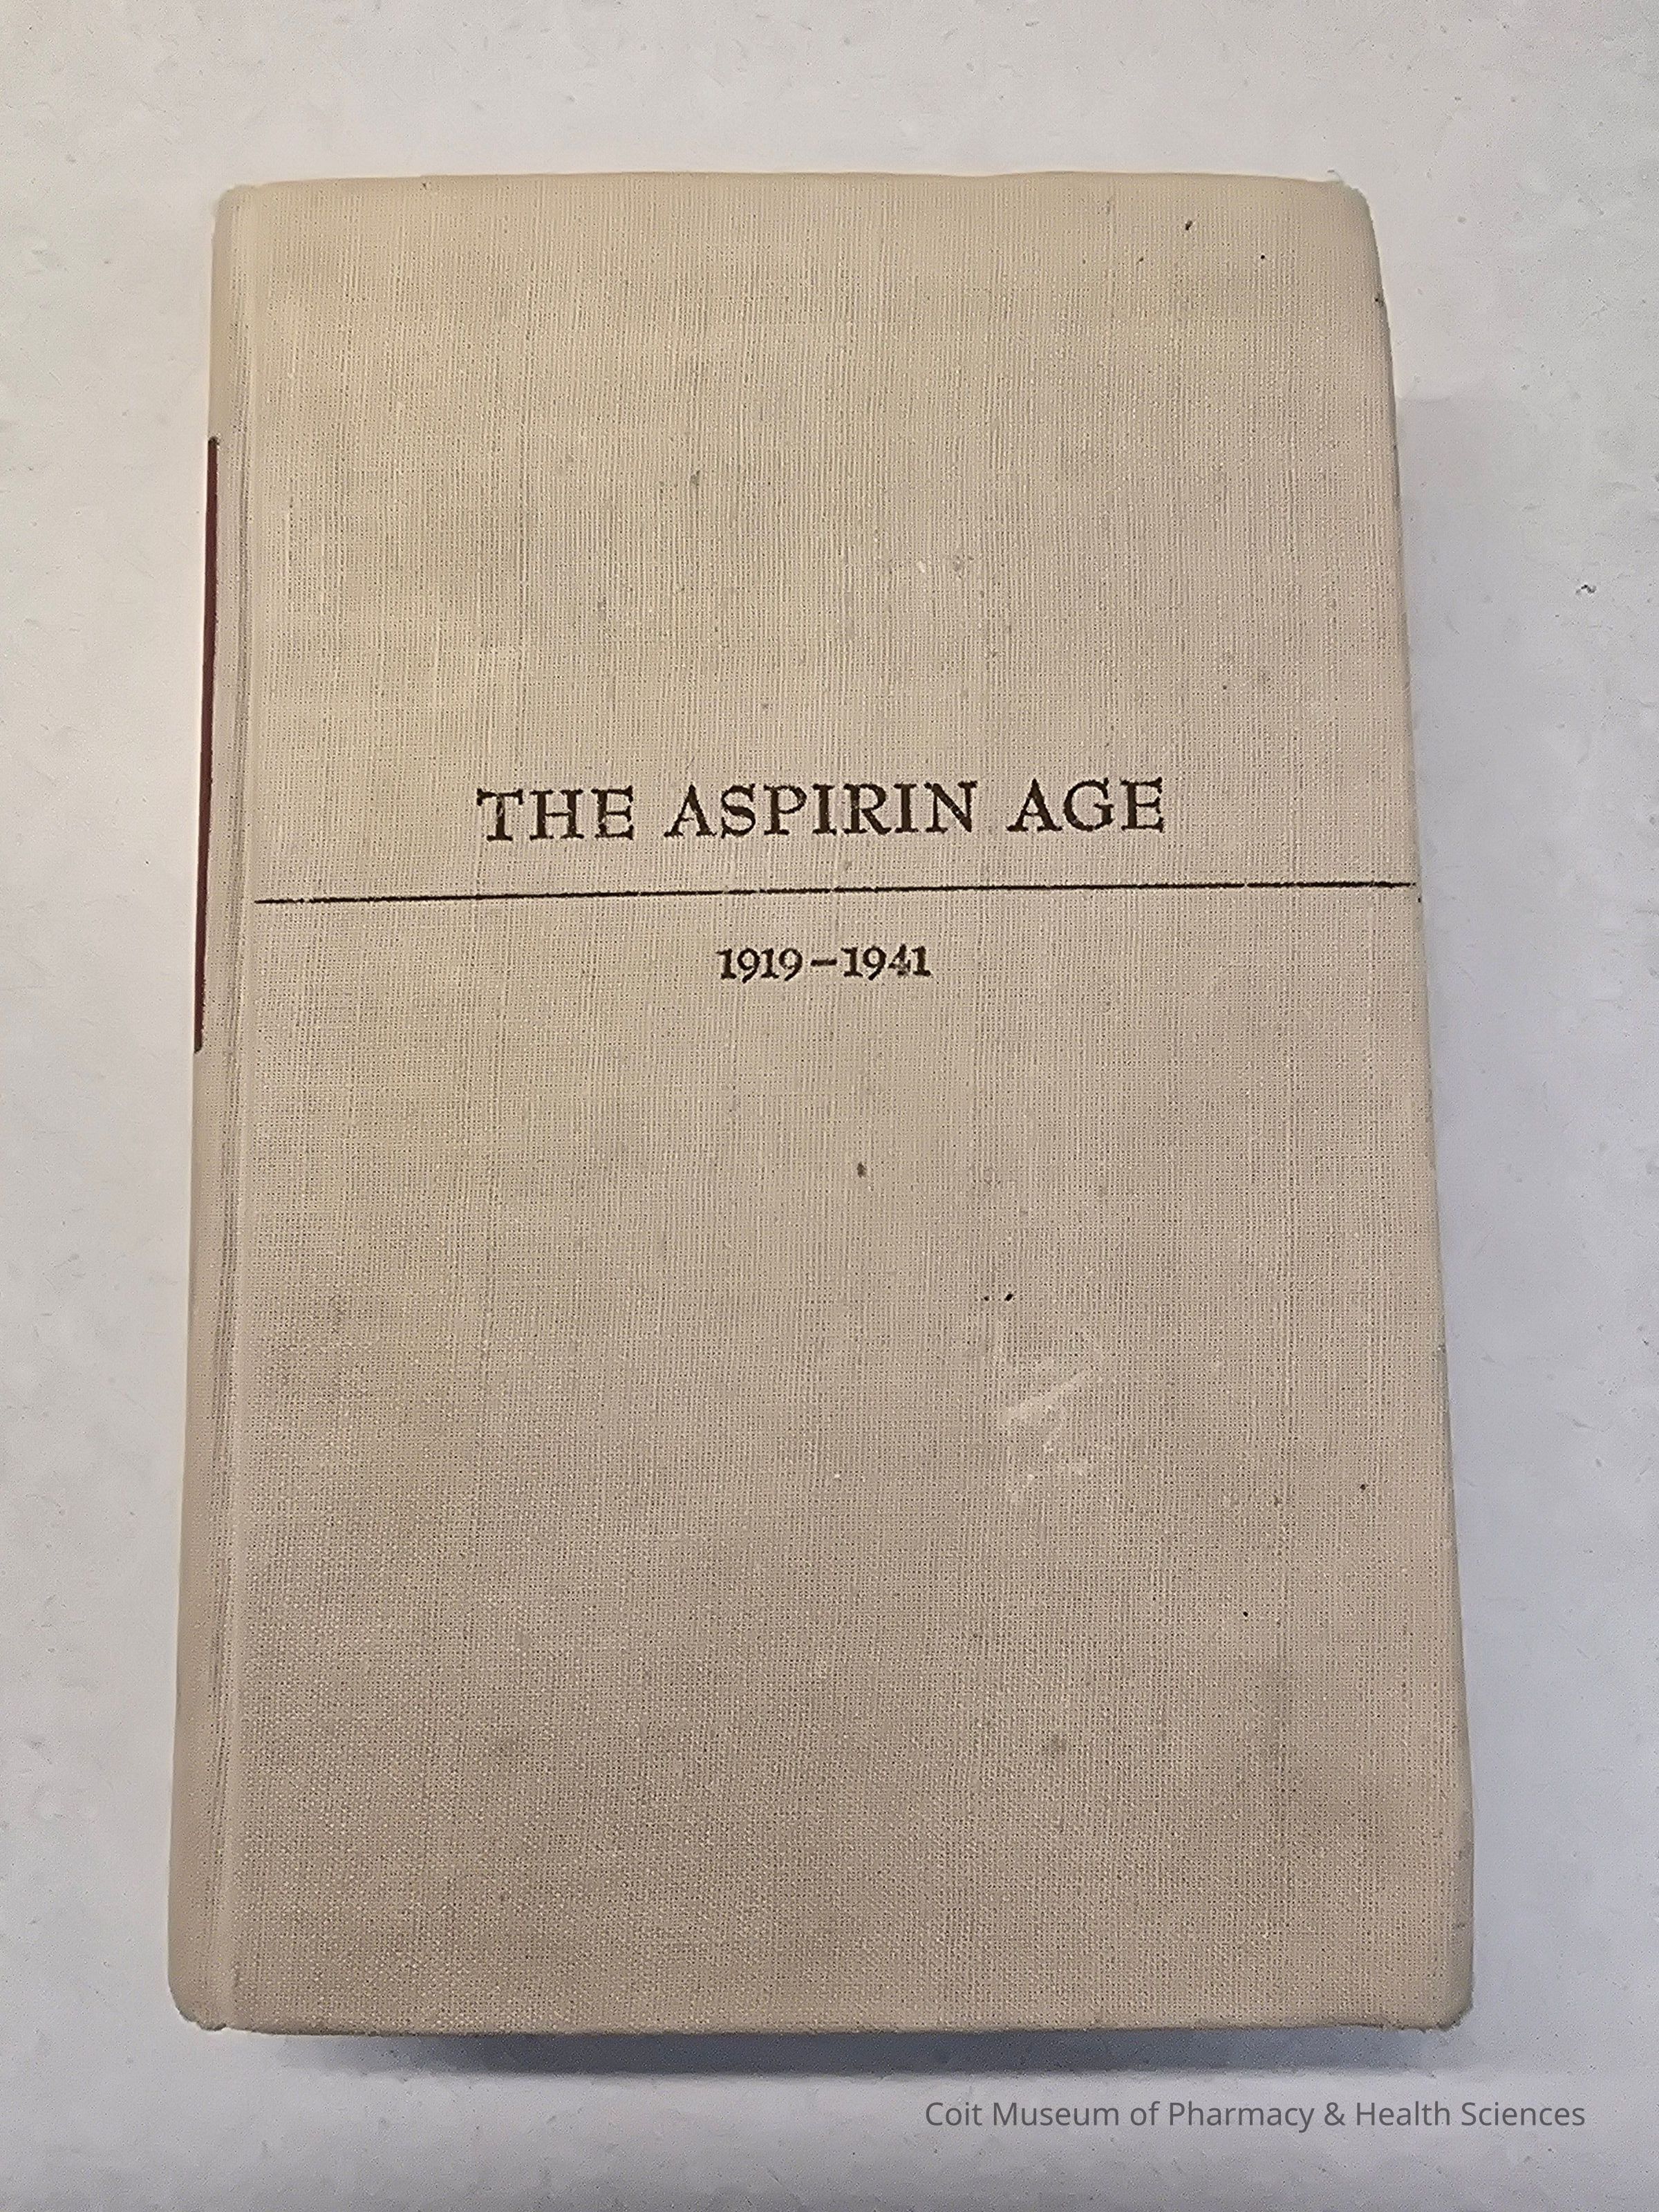 THE ASPIRIN AGE
1919–1941
Coit Museum of Pharmacy & Health Sciences